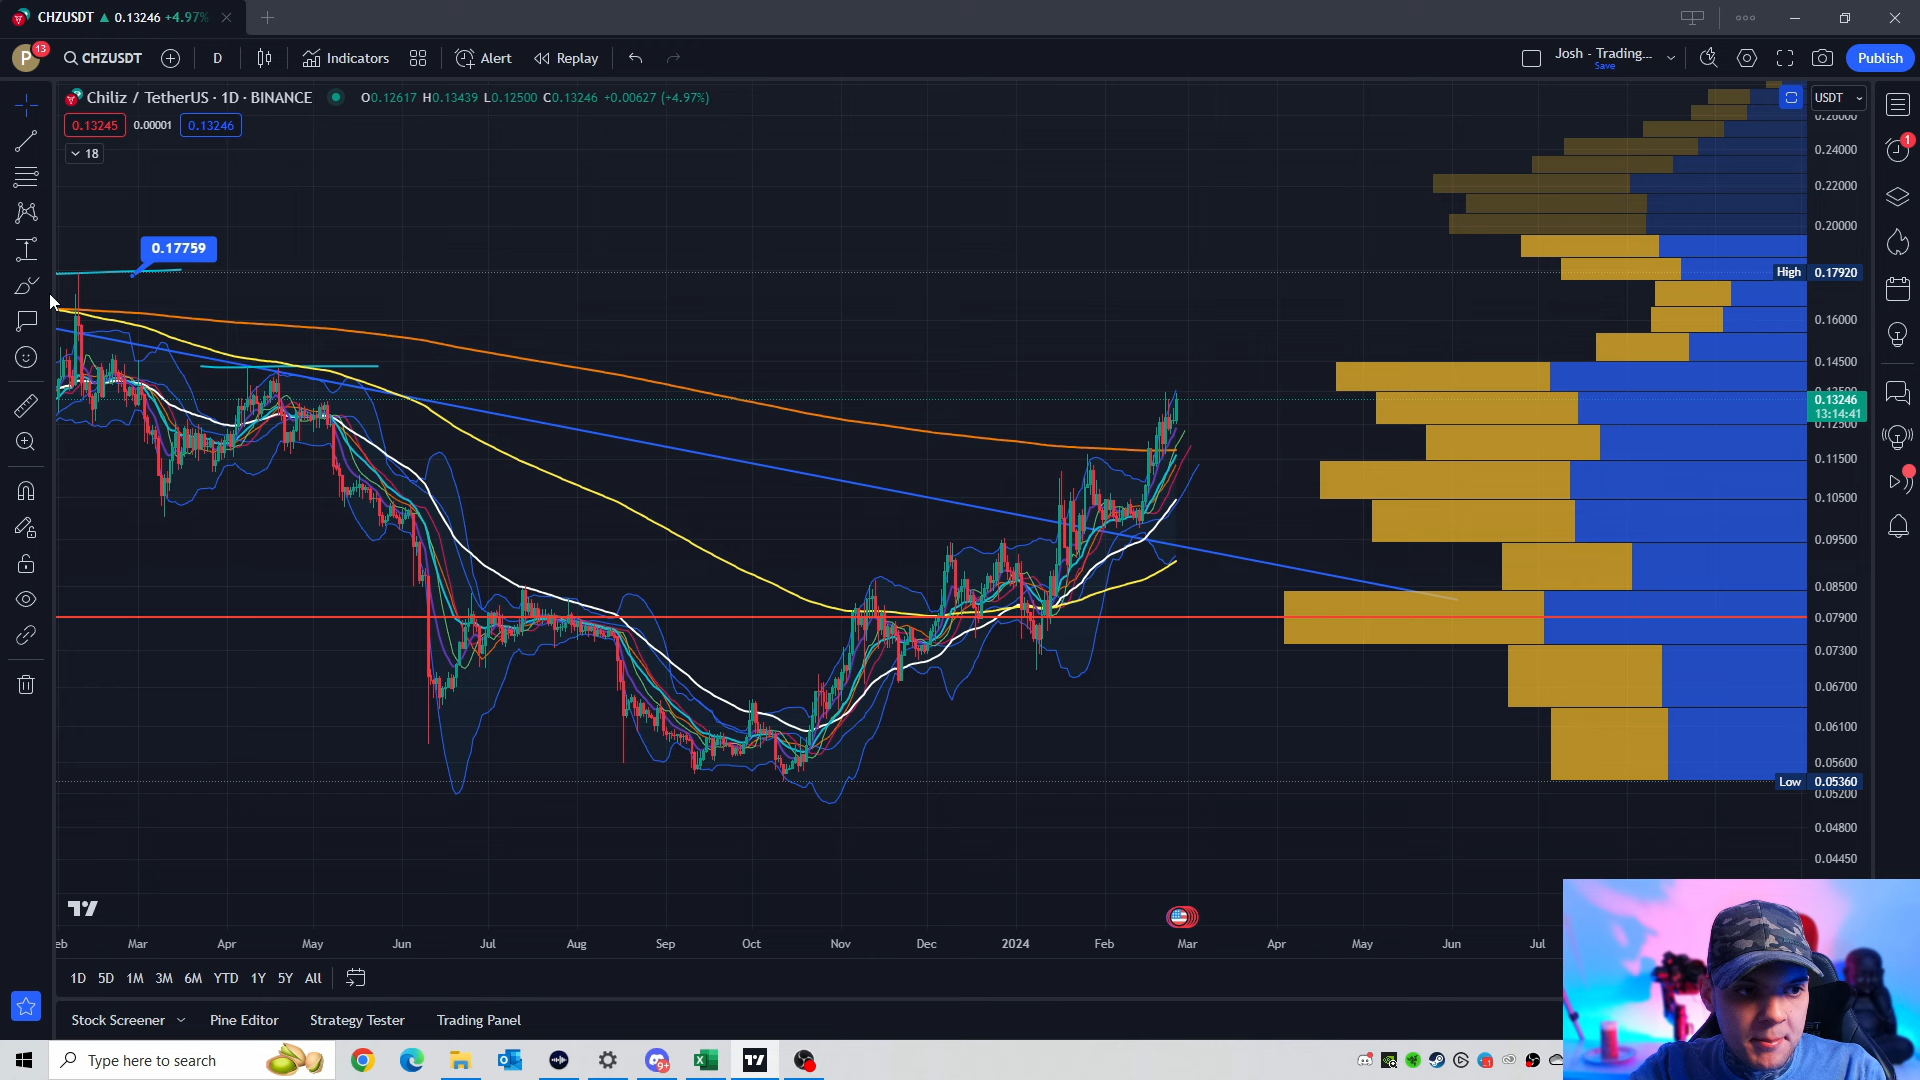 CHZUSDT ▲ 0.13246 +4.97%
P 13 CHZUSDT D Indicators Alert Replay Josh - Trading... Save Publish
Chiliz / TetherUS · 1D · BINANCE O0.12617 H0.13439 L0.12500 C0.13246 +0.00627 (+4.97%)
0.13245 0.00001 0.13246
18
USDT
0.24000
0.22000
0.20000
0.17759
High 0.17920
0.16000
0.14500
0.13246
13:14:41
0.12500
0.11500
0.10500
0.09500
0.08500
0.07900
0.07300
0.06700
0.06100
0.05600
Low 0.05360
0.05200
0.04800
0.04450
eb Mar Apr May Jun Jul Aug Sep Oct Nov Dec 2024 Feb Mar Apr May Jun Jul
1D 5D 1M 3M 6M YTD 1Y 5Y All
Stock Screener Pine Editor Strategy Tester Trading Panel
Type here to search